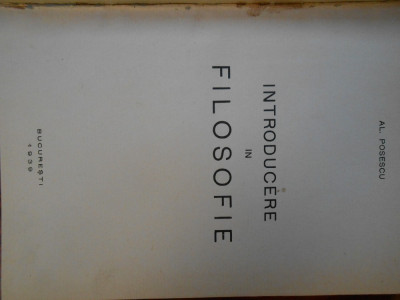 AL. POSESCU
INTRODUCERE
IN
FILOSOFIE
BUCUREȘTI
1939